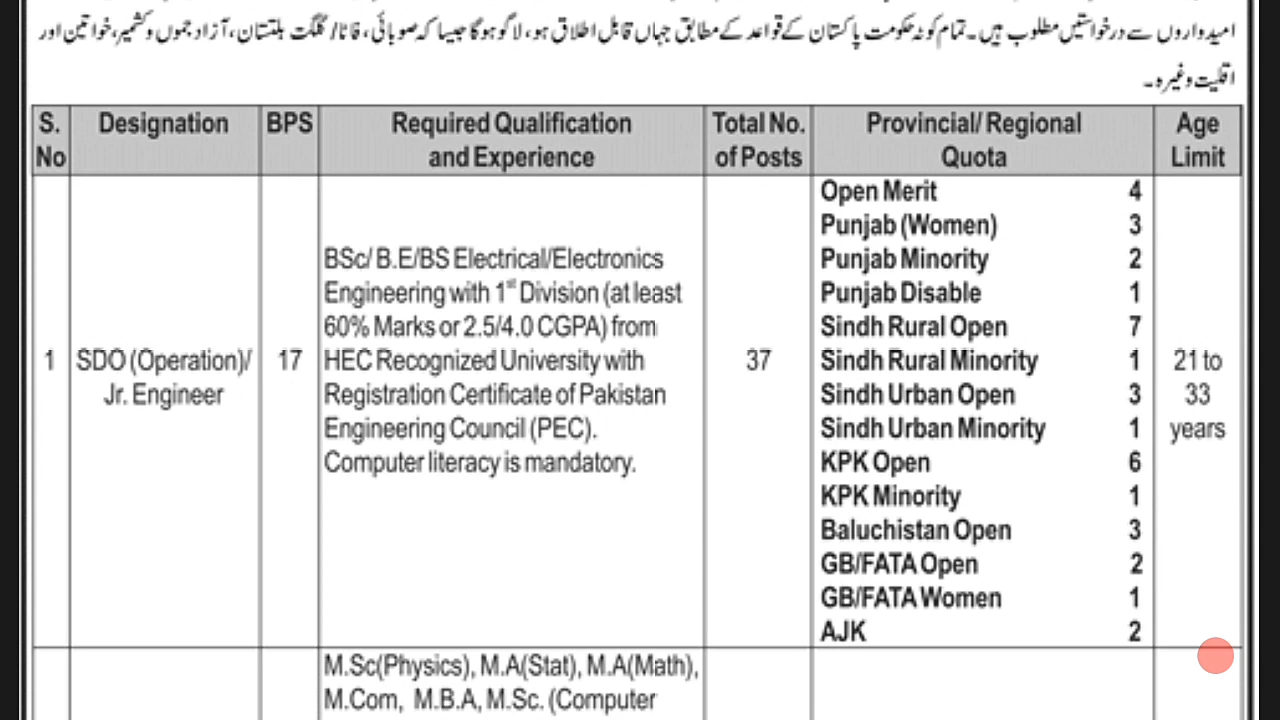 امیدواروں سے درخواستیں مطلوب ہیں۔ تمام کوٹہ حکومت پاکستان کے قواعد کے مطابق جہاں قابل اطلاق ہو، لاگو ہوگا جیسا کہ صوبائی، فاٹا/ گلگت بلتستان، آزاد جموں و کشمیر، خواتین اور
اقلیت وغیرہ۔
S. No Designation BPS Required Qualification and Experience Total No. of Posts Provincial/ Regional Quota Age Limit
1
SDO (Operation)/
Jr. Engineer
17
BSc/ B.E/BS Electrical/Electronics
Engineering with 1st Division (at least
60% Marks or 2.5/4.0 CGPA) from
HEC Recognized University with
Registration Certificate of Pakistan
Engineering Council (PEC).
Computer literacy is mandatory.
37
Open Merit 4
Punjab (Women) 3
Punjab Minority 2
Punjab Disable 1
Sindh Rural Open 7
Sindh Rural Minority 1
Sindh Urban Open 3
Sindh Urban Minority 1
KPK Open 6
KPK Minority 1
Baluchistan Open 3
GB/FATA Open 2
GB/FATA Women 1
AJK 2
21 to
33
years
M.Sc(Physics), M.A(Stat), M.A(Math),
M.Com, M.B.A, M.Sc. (Computer